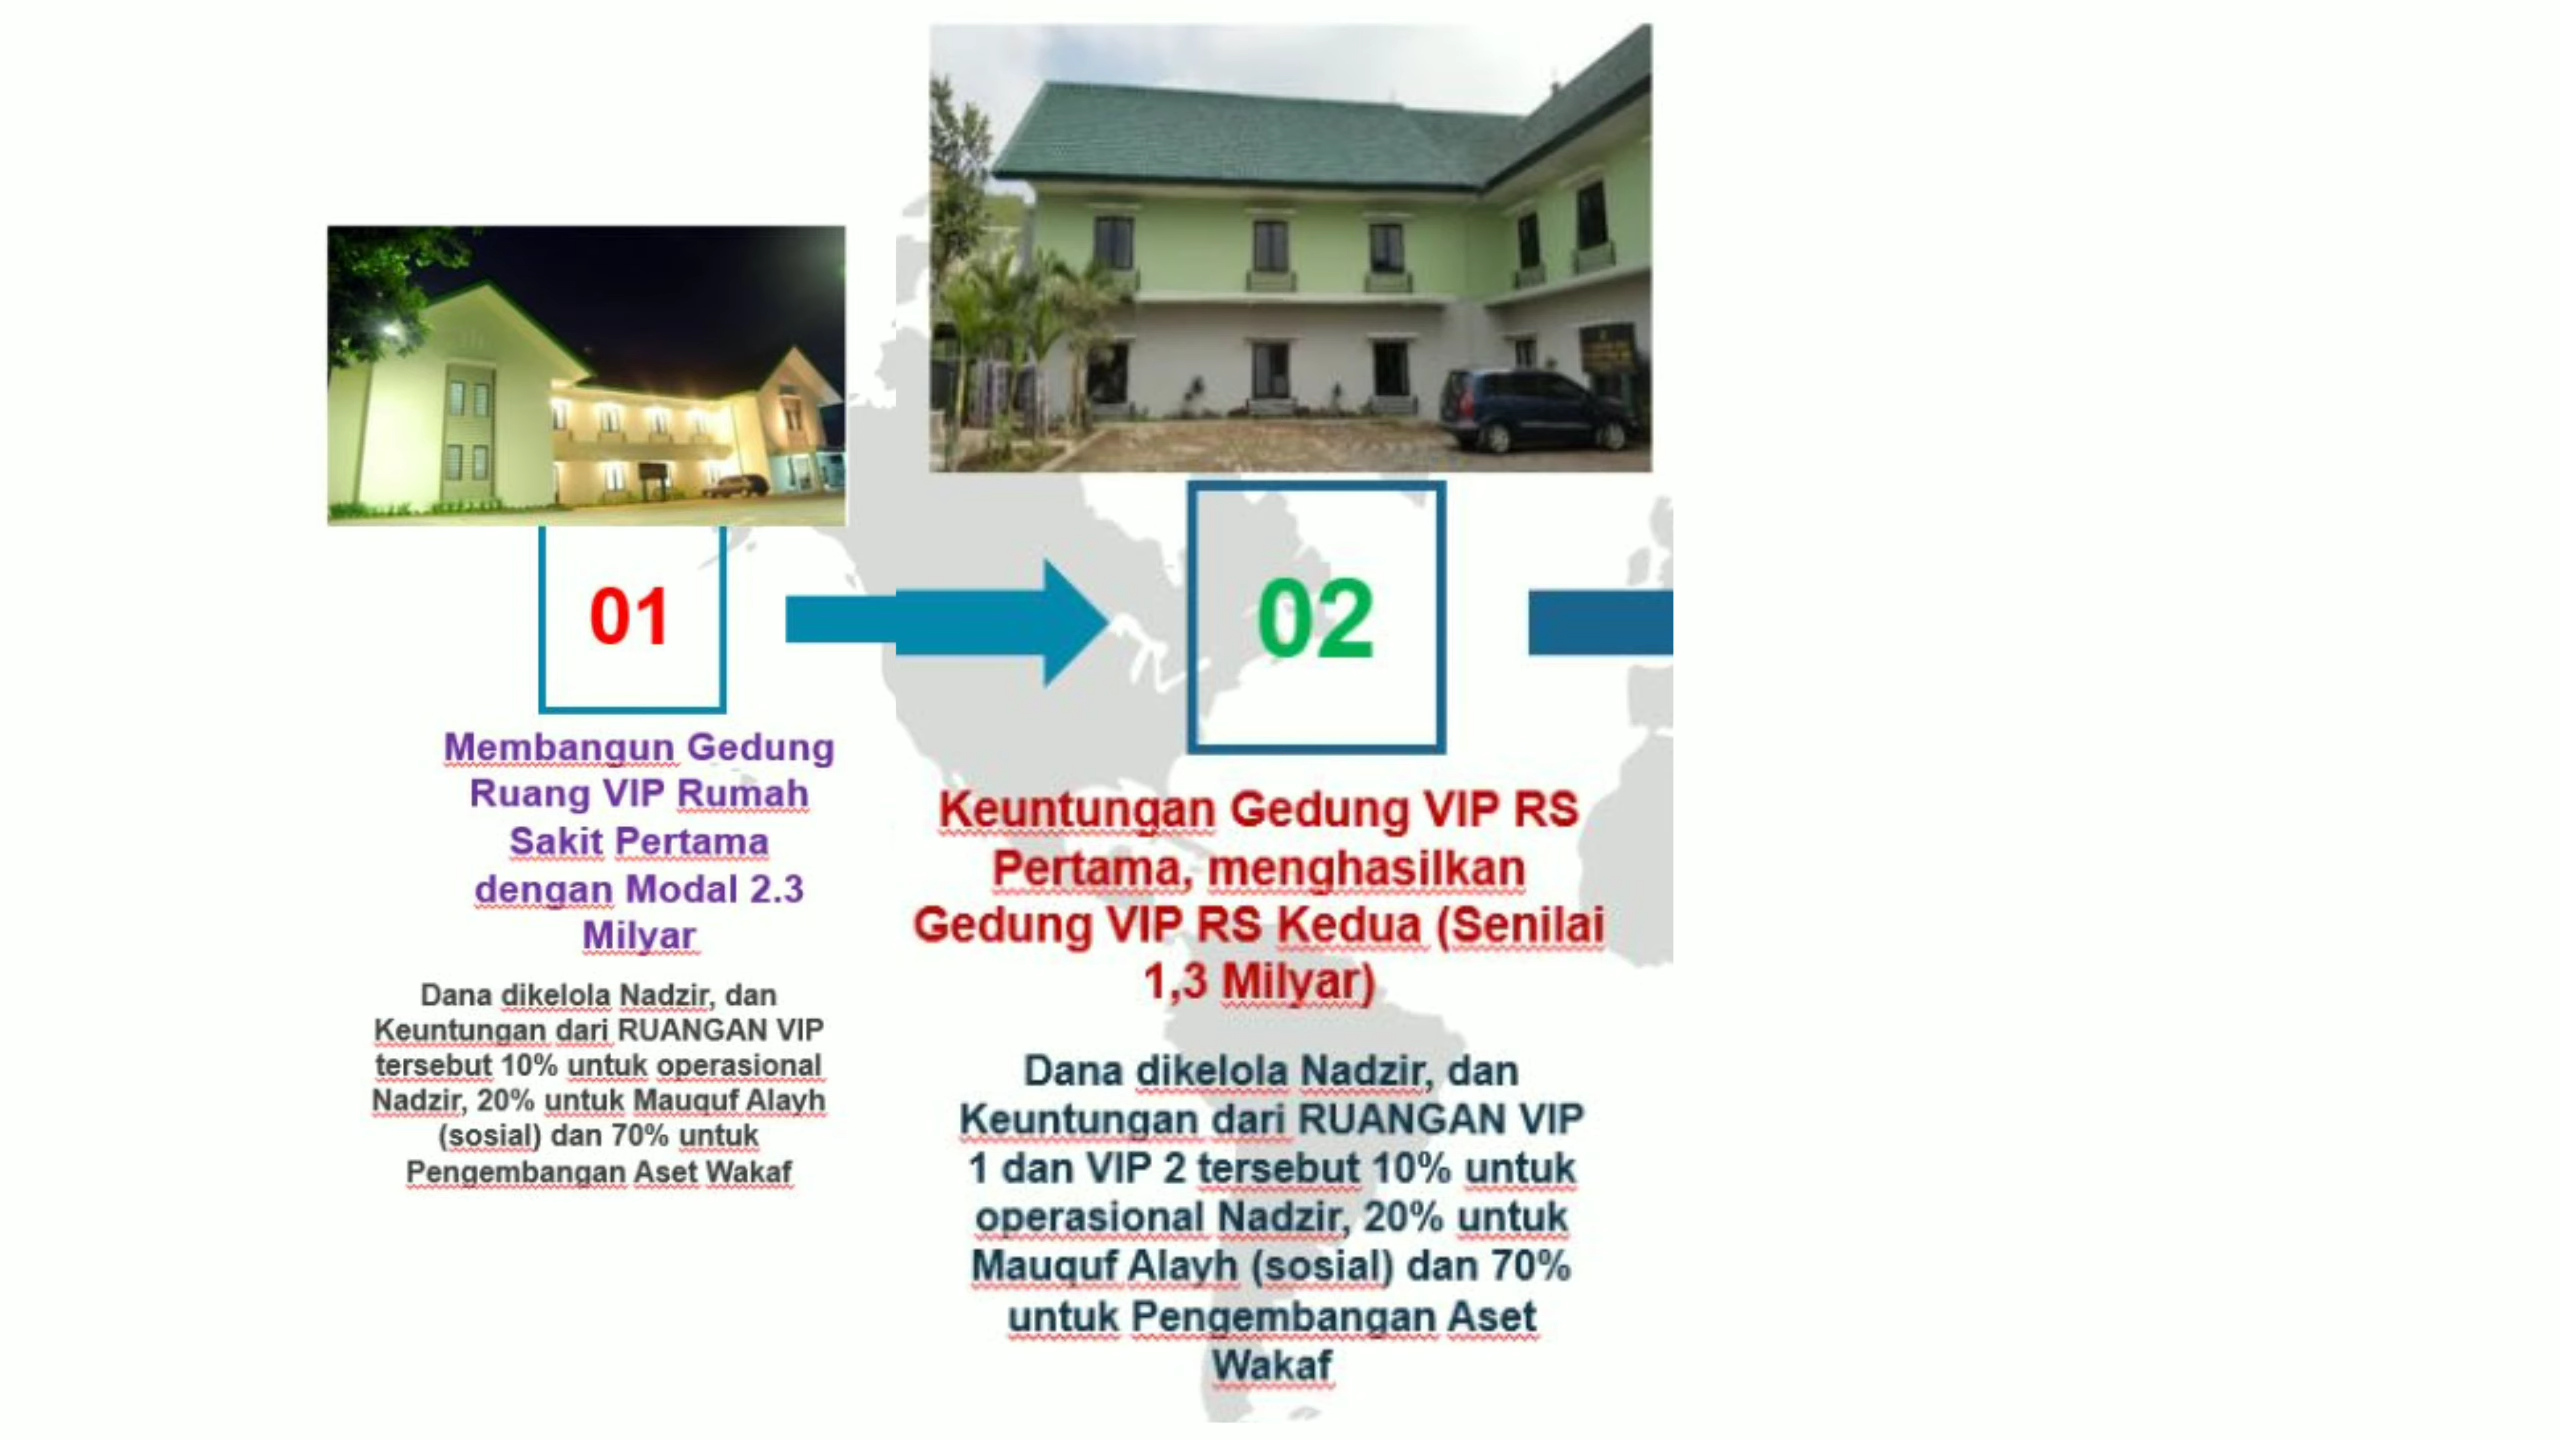 01
Membangun Gedung
Ruang VIP Rumah
Sakit Pertama
dengan Modal 2.3
Milyar
Dana dikelola Nadzir, dan
Keuntungan dari RUANGAN VIP
tersebut 10% untuk operasional
Nadzir, 20% untuk Mauquf Alayh
(sosial) dan 70% untuk
Pengembangan Aset Wakaf
02
Keuntungan Gedung VIP RS
Pertama, menghasilkan
Gedung VIP RS Kedua (Senilai
1,3 Milyar)
Dana dikelola Nadzir, dan
Keuntungan dari RUANGAN VIP
1 dan VIP 2 tersebut 10% untuk
operasional Nadzir, 20% untuk
Mauquf Alayh (sosial) dan 70%
untuk Pengembangan Aset
Wakaf